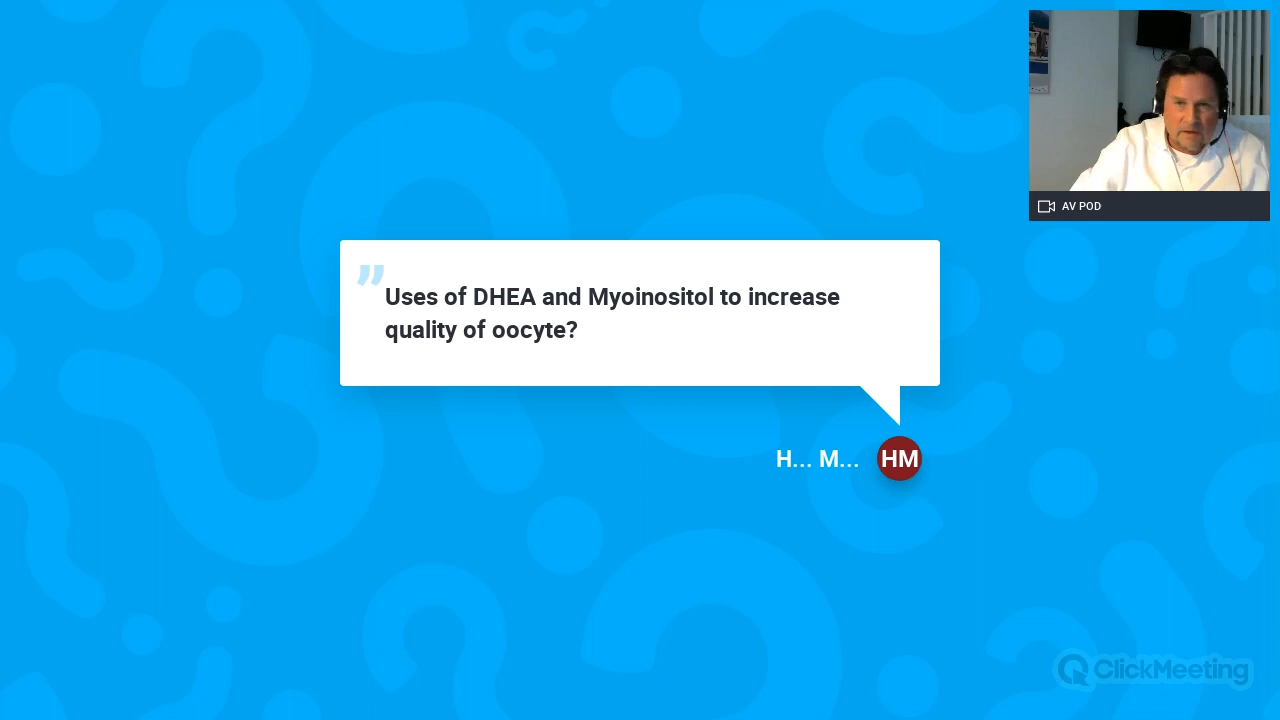 AV POD
” Uses of DHEA and Myoinositol to increase
quality of oocyte?
H... M... HM
ClickMeeting